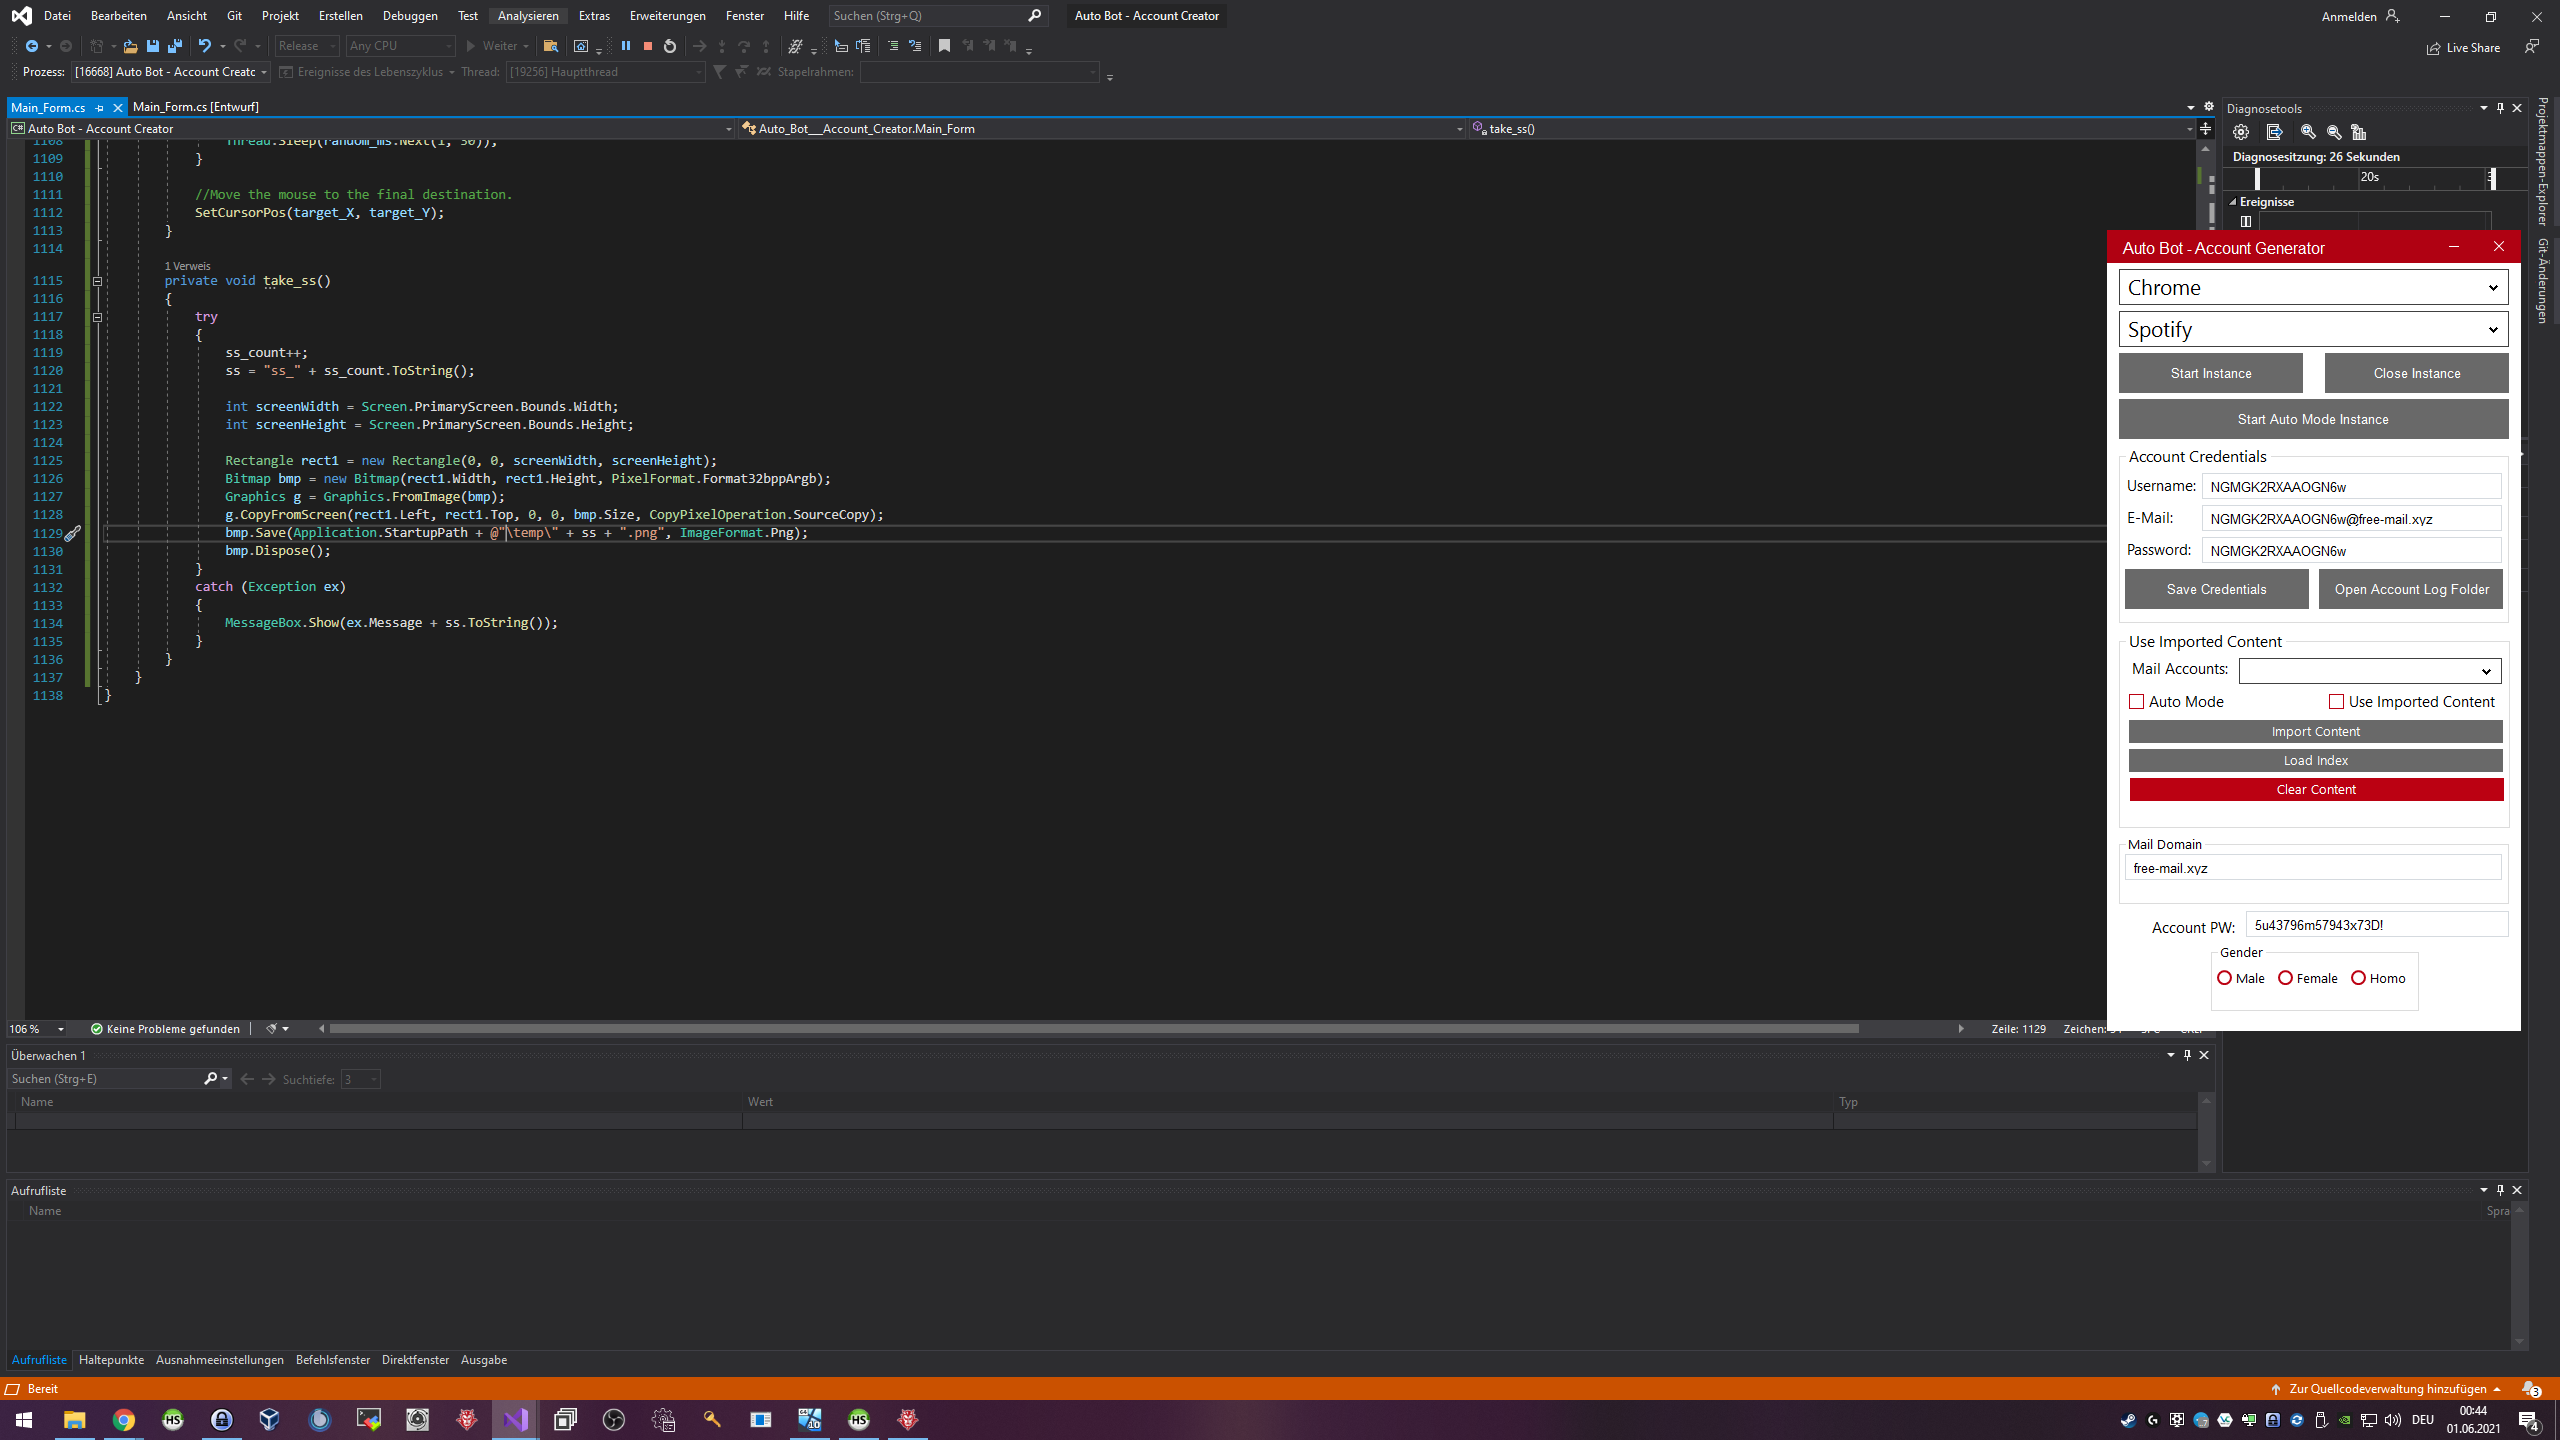 Datei Bearbeiten Ansicht Git Projekt Erstellen Debuggen Test Analysieren Extras Erweiterungen Fenster Hilfe Suchen (Strg+Q) Auto Bot - Account Creator Anmelden
Release Any CPU Weiter Live Share
Prozess: [16668] Auto Bot - Account Creatc Ereignisse des Lebenszyklus Thread: [19256] Hauptthread Stapelrahmen:
Main_Form.cs Main_Form.cs [Entwurf]
Auto Bot - Account Creator Auto_Bot___Account_Creator.Main_Form take_ss()
1108 Thread.Sleep(random_ms.Next(1, 50));
1109 }
1110
1111 //Move the mouse to the final destination.
1112 SetCursorPos(target_X, target_Y);
1113 }
1114
1 Verweis
1115 private void take_ss()
1116 {
1117 try
1118 {
1119 ss_count++;
1120 ss = "ss_" + ss_count.ToString();
1121
1122 int screenWidth = Screen.PrimaryScreen.Bounds.Width;
1123 int screenHeight = Screen.PrimaryScreen.Bounds.Height;
1124
1125 Rectangle rect1 = new Rectangle(0, 0, screenWidth, screenHeight);
1126 Bitmap bmp = new Bitmap(rect1.Width, rect1.Height, PixelFormat.Format32bppArgb);
1127 Graphics g = Graphics.FromImage(bmp);
1128 g.CopyFromScreen(rect1.Left, rect1.Top, 0, 0, bmp.Size, CopyPixelOperation.SourceCopy);
1129 bmp.Save(Application.StartupPath + @"\temp\" + ss + ".png", ImageFormat.Png);
1130 bmp.Dispose();
1131 }
1132 catch (Exception ex)
1133 {
1134 MessageBox.Show(ex.Message + ss.ToString());
1135 }
1136 }
1137 }
1138 }
106 % Keine Probleme gefunden Zeile: 1129 Zeichen:
Diagnosetools
Diagnosesitzung: 26 Sekunden
20s
Ereignisse
Projektmappen-Explorer
Git-Änderungen
Auto Bot - Account Generator
Chrome
Spotify
Start Instance Close Instance
Start Auto Mode Instance
Account Credentials
Username: NGMGK2RXAAOGN6w
E-Mail: NGMGK2RXAAOGN6w@free-mail.xyz
Password: NGMGK2RXAAOGN6w
Save Credentials Open Account Log Folder
Use Imported Content
Mail Accounts:
Auto Mode Use Imported Content
Import Content
Load Index
Clear Content
Mail Domain
free-mail.xyz
Account PW: 5u43796m57943x73D!
Gender
Male Female Homo
Überwachen 1
Suchen (Strg+E) Suchtiefe: 3
Name Wert Typ
Aufrufliste
Name Spra
Aufrufliste Haltepunkte Ausnahmeeinstellungen Befehlsfenster Direktfenster Ausgabe
Bereit Zur Quellcodeverwaltung hinzufügen 3
HS HS DEU 00:44
01.06.2021 4